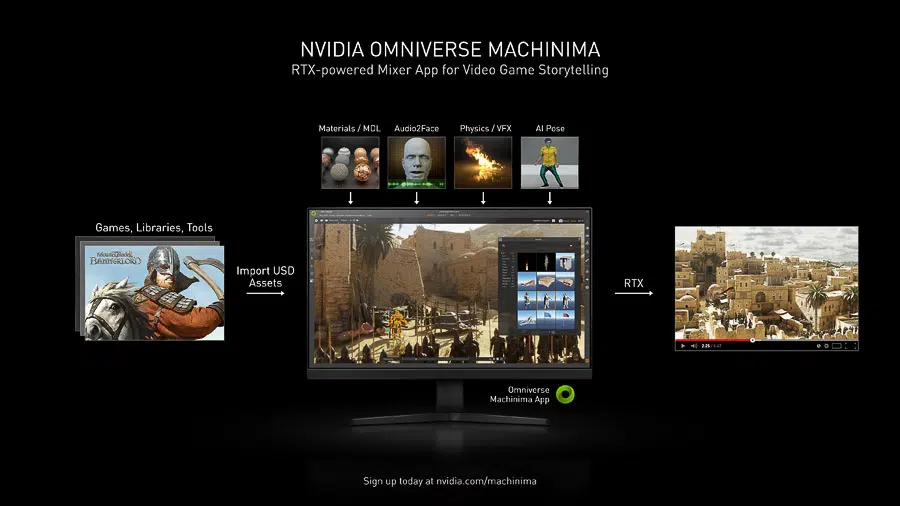 NVIDIA OMNIVERSE MACHINIMA
RTX-powered Mixer App for Video Game Storytelling
Materials / MDL
Audio2Face
Physics / VFX
AI Pose
Games, Libraries, Tools
MOUNT&BLADE
BANNERLORD
Import USD
Assets
RTX
2:25
Omniverse
Machinima App
Sign up today at nvidia.com/machinima